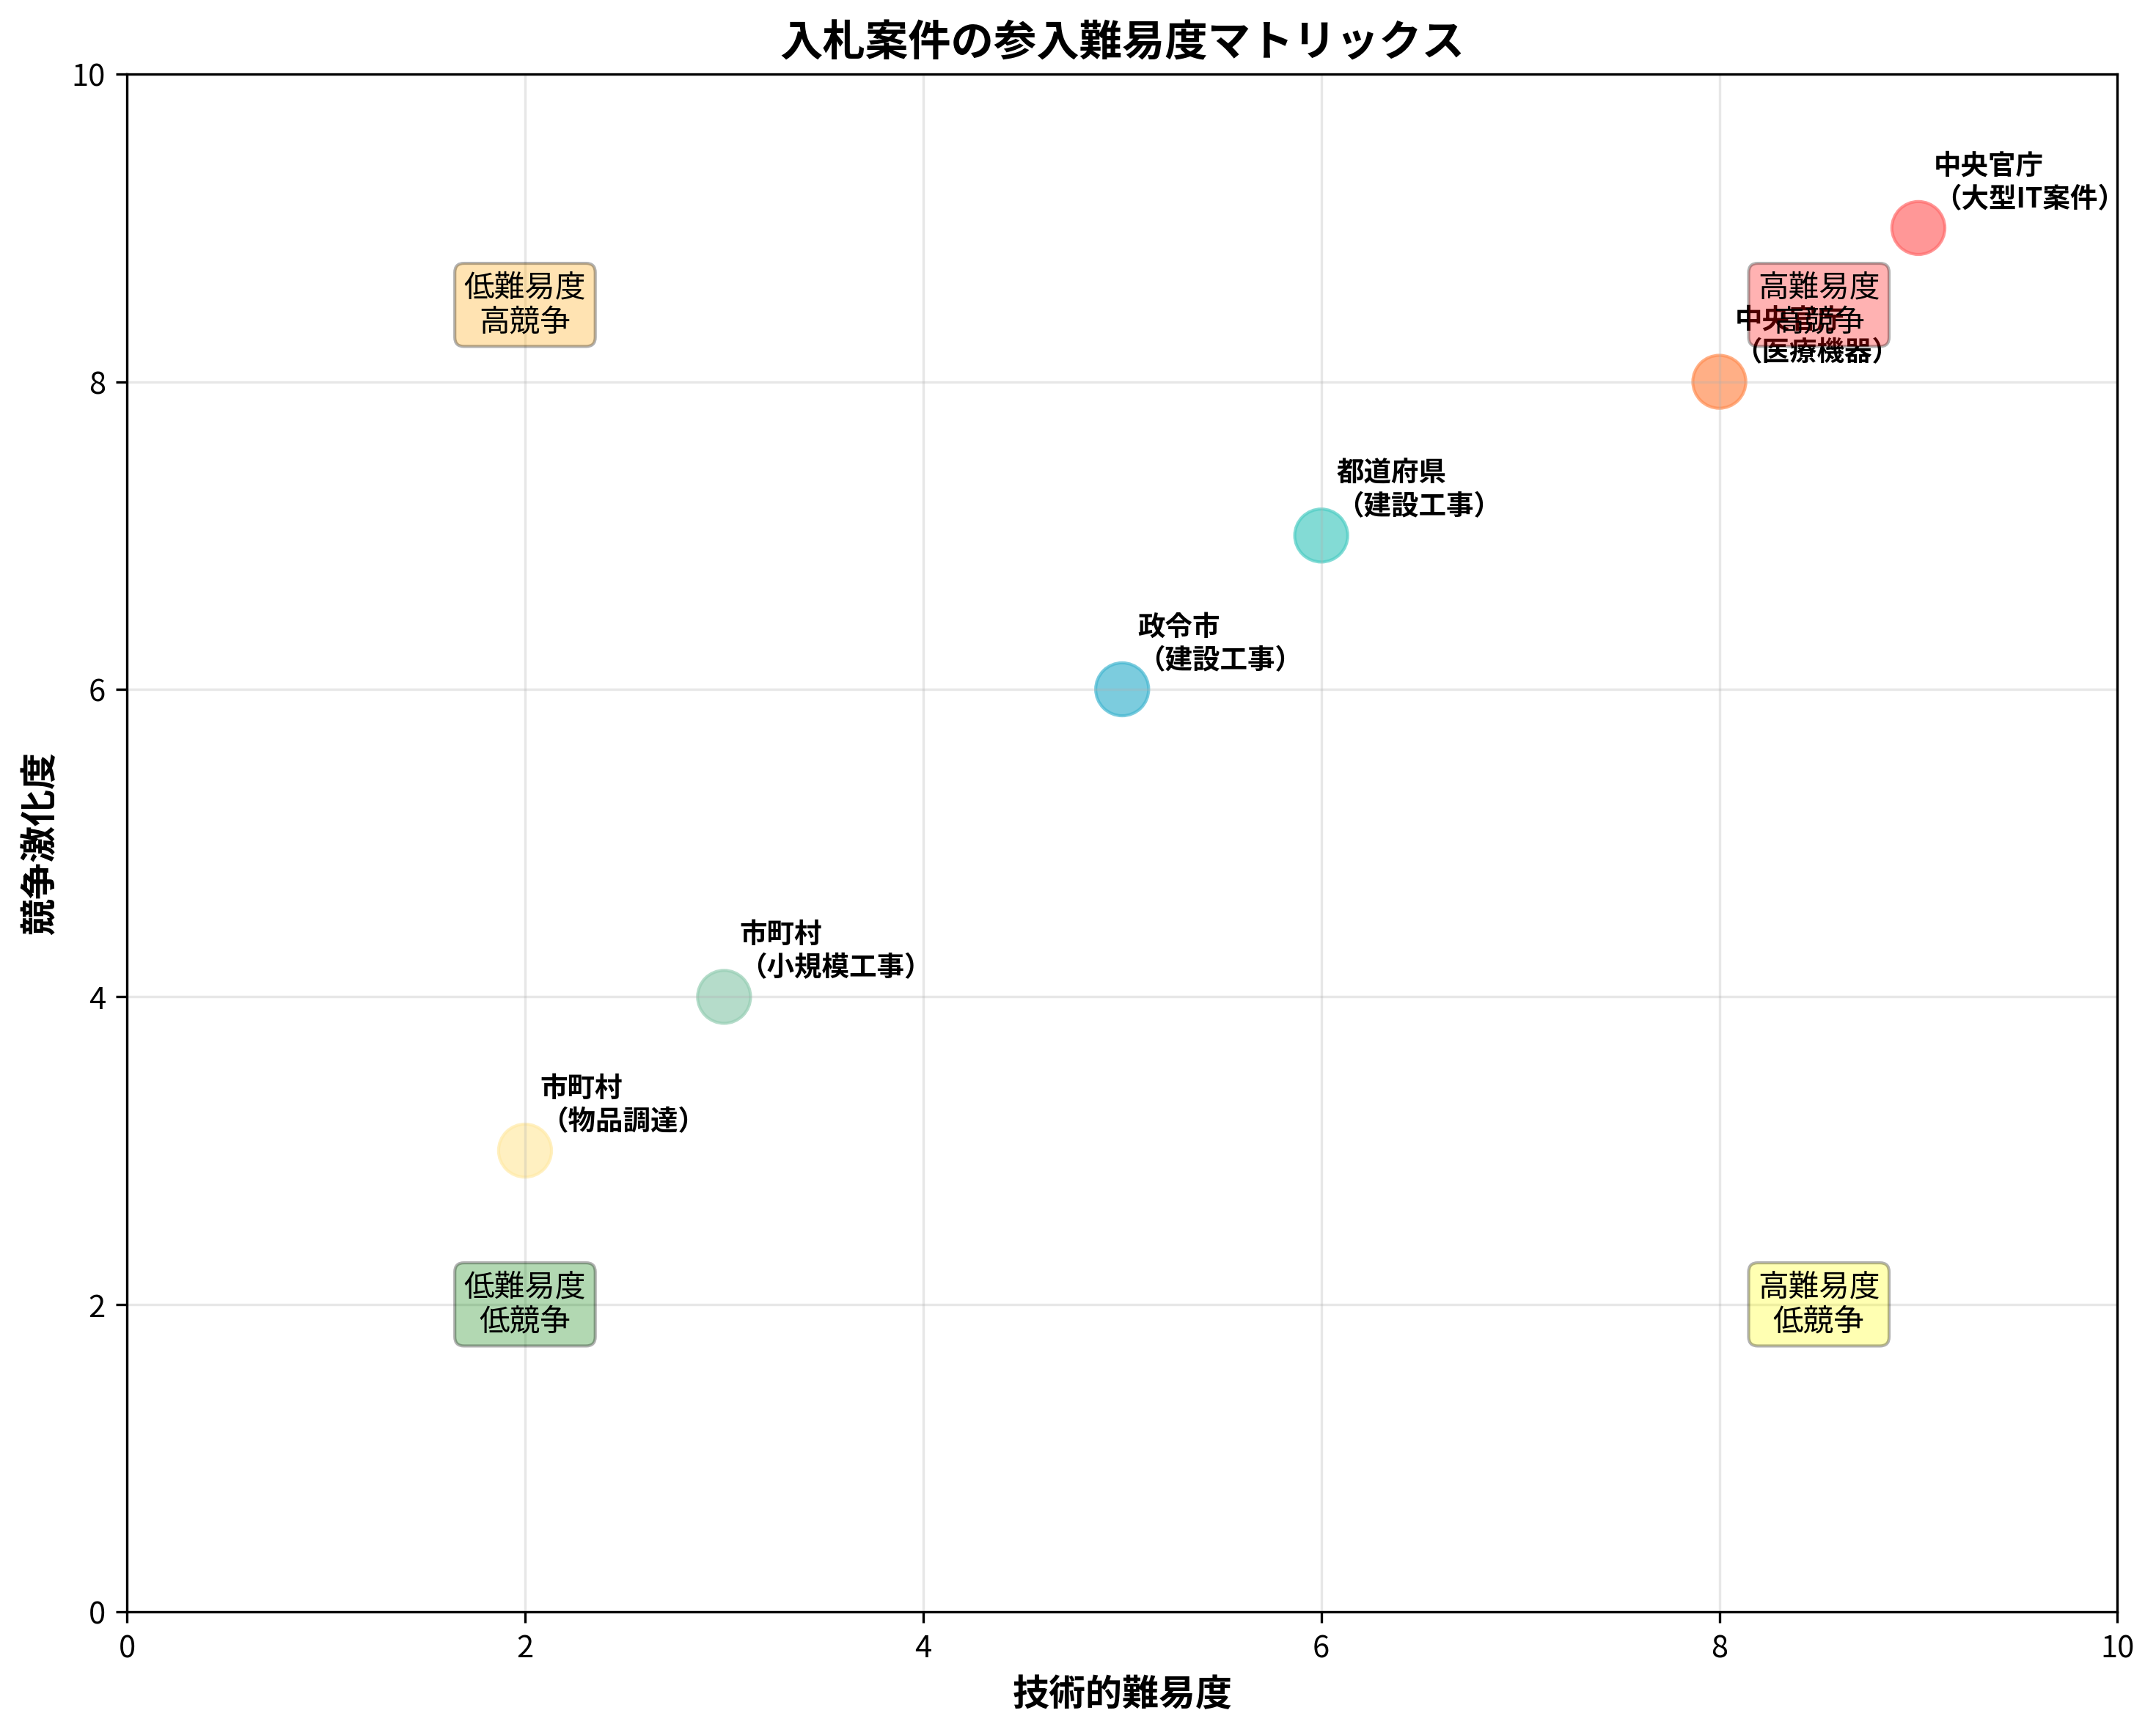 入札案件の参入難易度マトリックス
10
中央官庁
（大型IT案件）
低難易度
高競争
高難易度
高競争
中央官庁
（医療機器）
8
都道府県
（建設工事）
政令市
（建設工事）
6
競争激化度
市町村
（小規模工事）
4
市町村
（物品調達）
低難易度
低競争
高難易度
低競争
2
0
0
2
4
6
8
10
技術的難易度